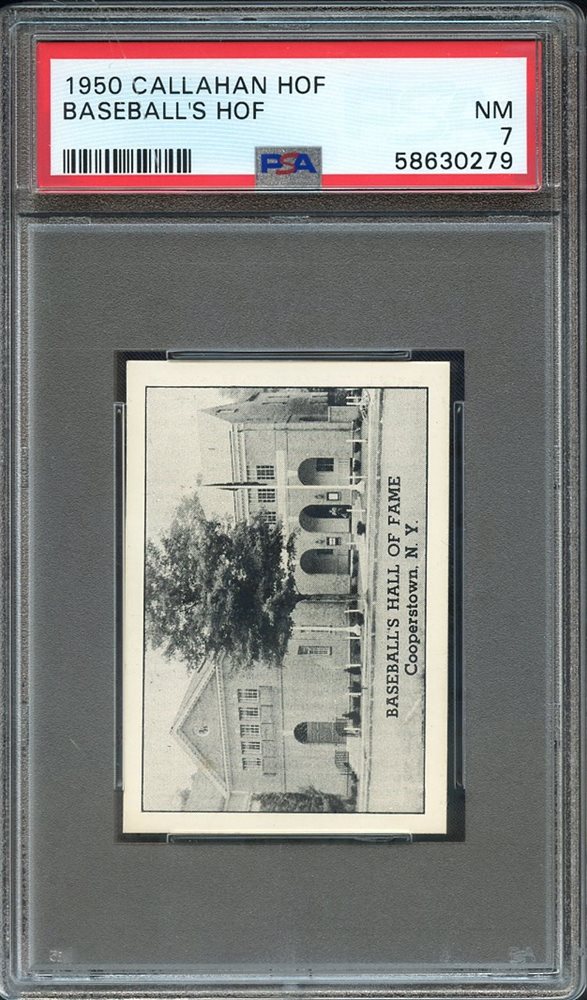 1950 CALLAHAN HOF
BASEBALL'S HOF
NM
7
PSA
58630279
BASEBALL'S HALL OF FAME
Cooperstown, N. Y.